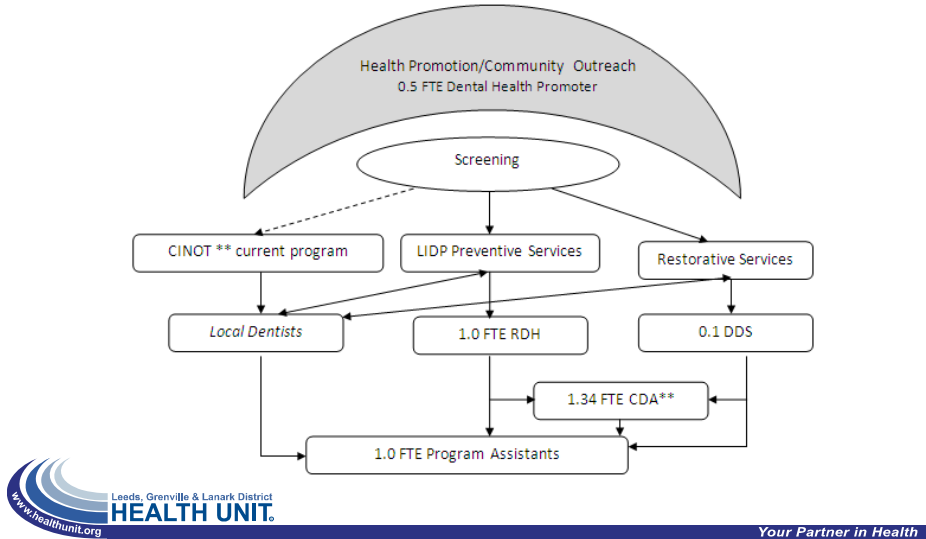 Health Promotion/Community Outreach
0.5 FTE Dental Health Promoter
Screening
CINOT ** current program
LIDP Preventive Services
Restorative Services
Local Dentists
1.0 FTE RDH
0.1 DDS
1.34 FTE CDA**
1.0 FTE Program Assistants
www.healthunit.org
Leeds, Grenville & Lanark District
HEALTH UNIT.
Your Partner in Health